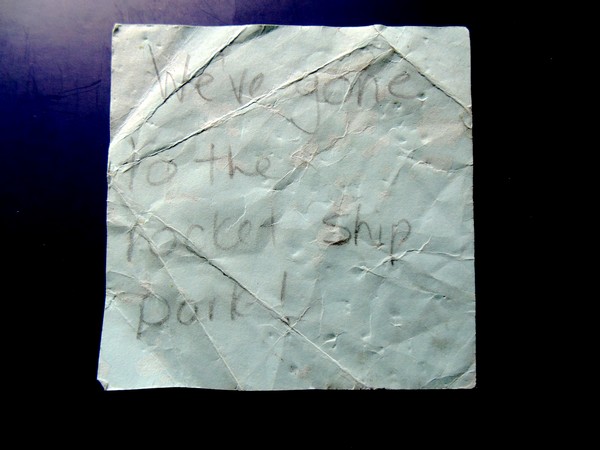 We've gone
to the
rocket ship
park!